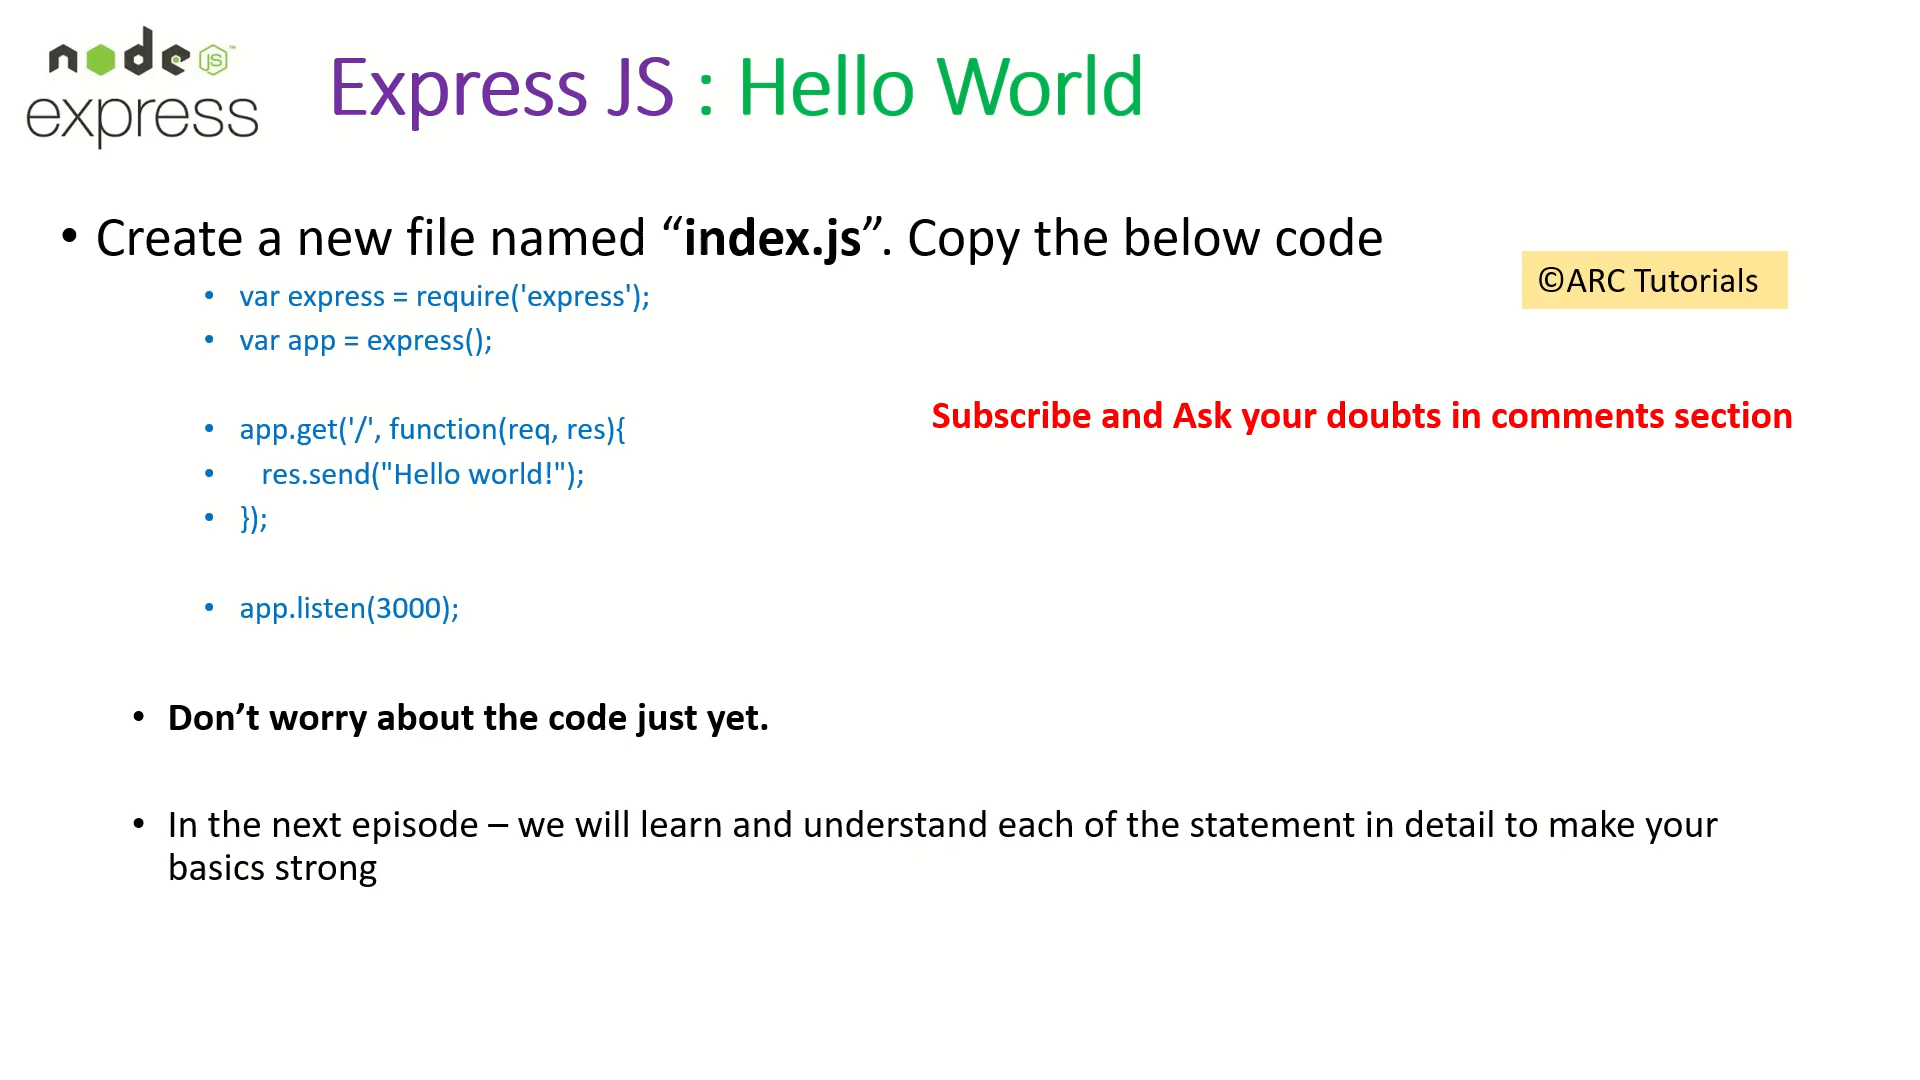 node JS™
express
Express JS : Hello World
• Create a new file named “index.js”. Copy the below code
©ARC Tutorials
• var express = require('express');
• var app = express();
Subscribe and Ask your doubts in comments section
• app.get('/', function(req, res){
• res.send("Hello world!");
• });
• app.listen(3000);
• Don’t worry about the code just yet.
• In the next episode – we will learn and understand each of the statement in detail to make your
basics strong